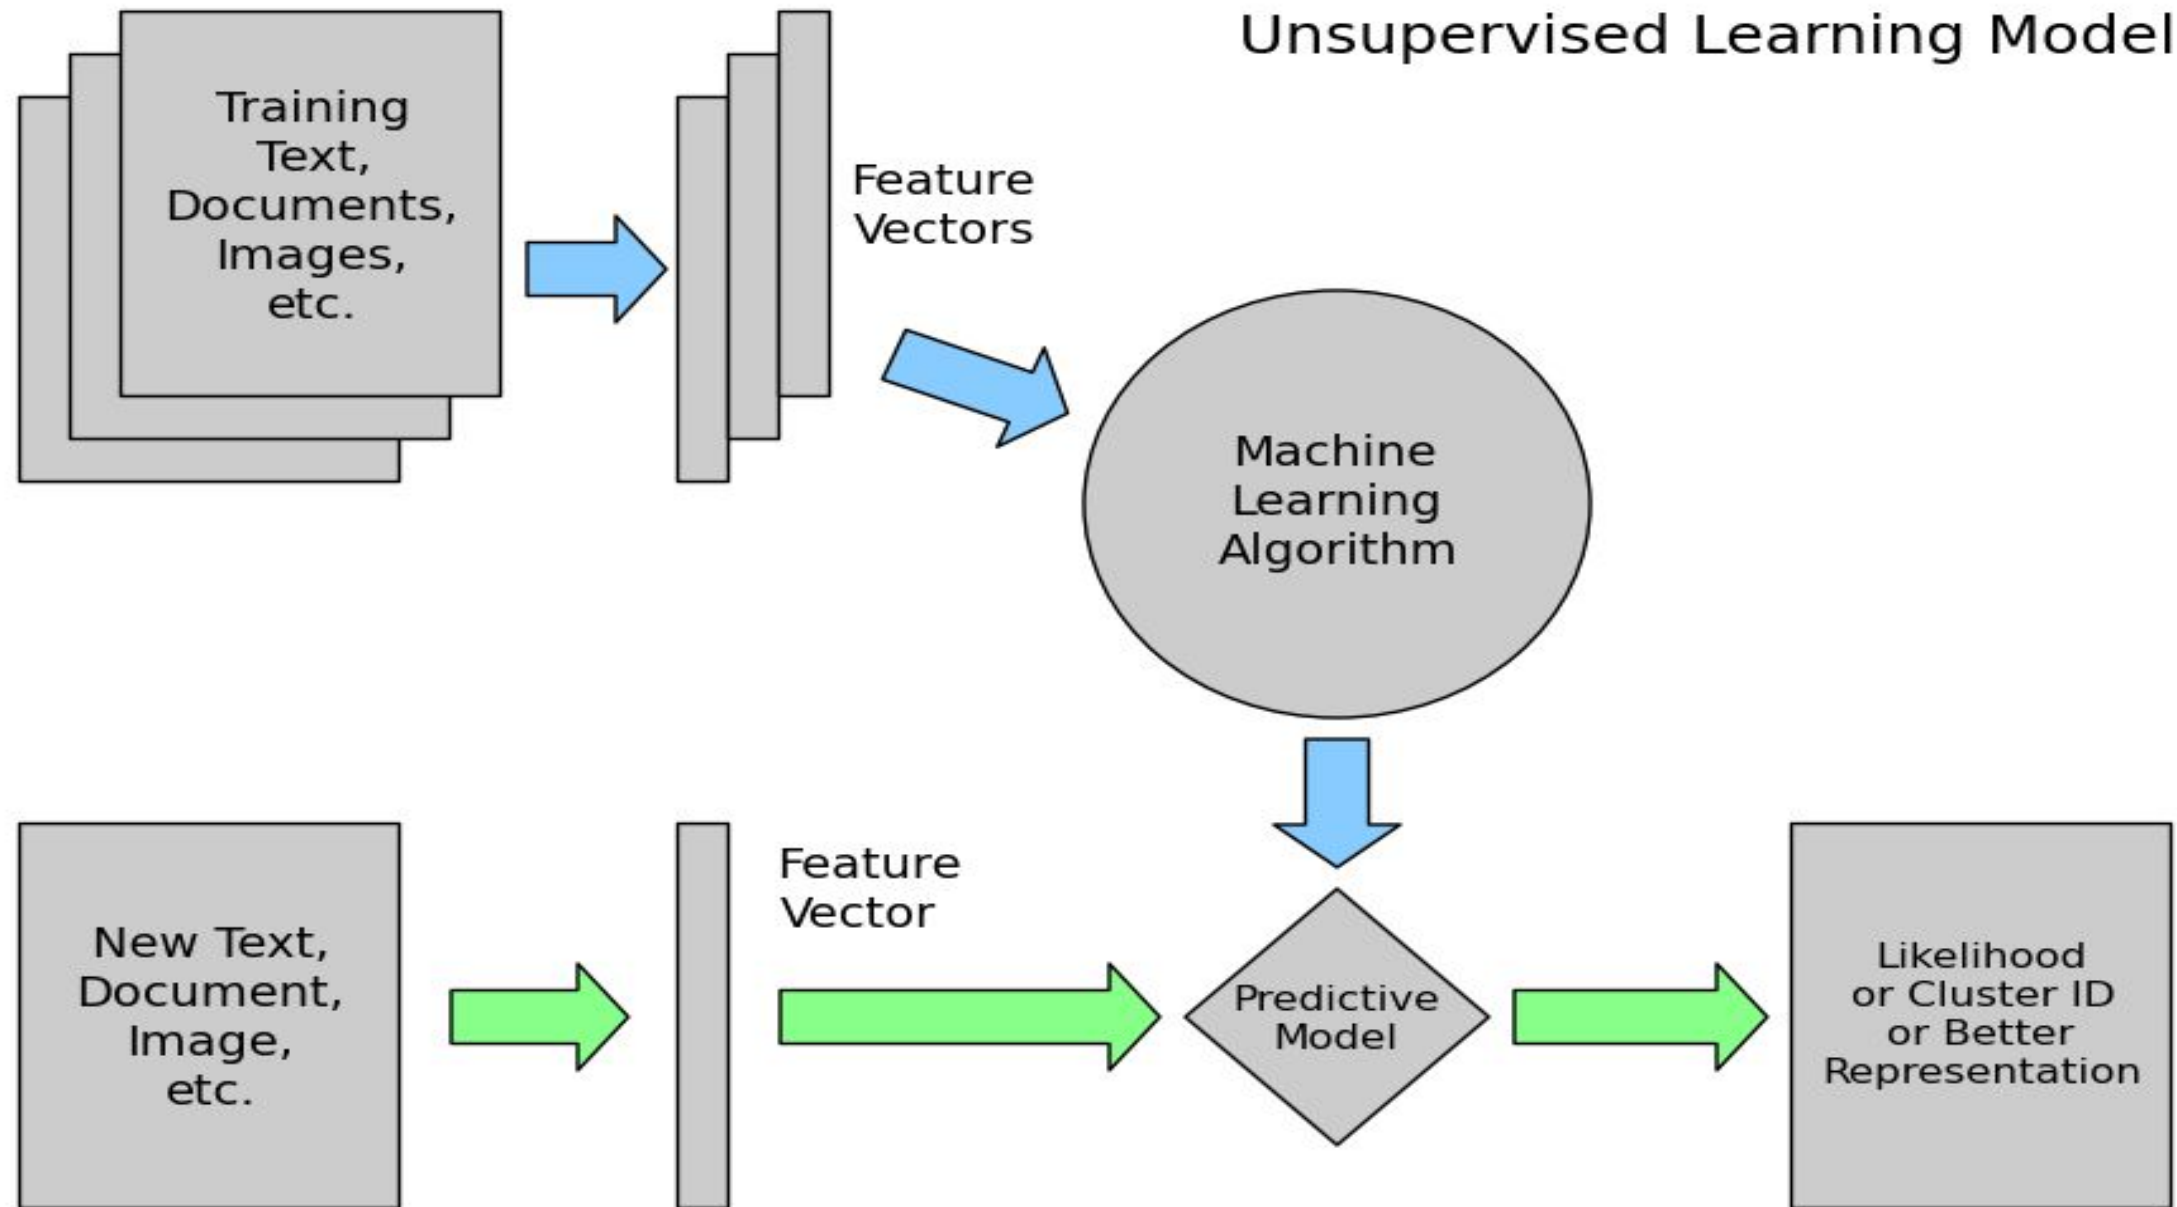 Unsupervised Learning Model
Training
Text,
Documents,
Images,
etc.
Feature
Vectors
Machine
Learning
Algorithm
New Text,
Document,
Image,
etc.
Feature
Vector
Predictive
Model
Likelihood
or Cluster ID
or Better
Representation